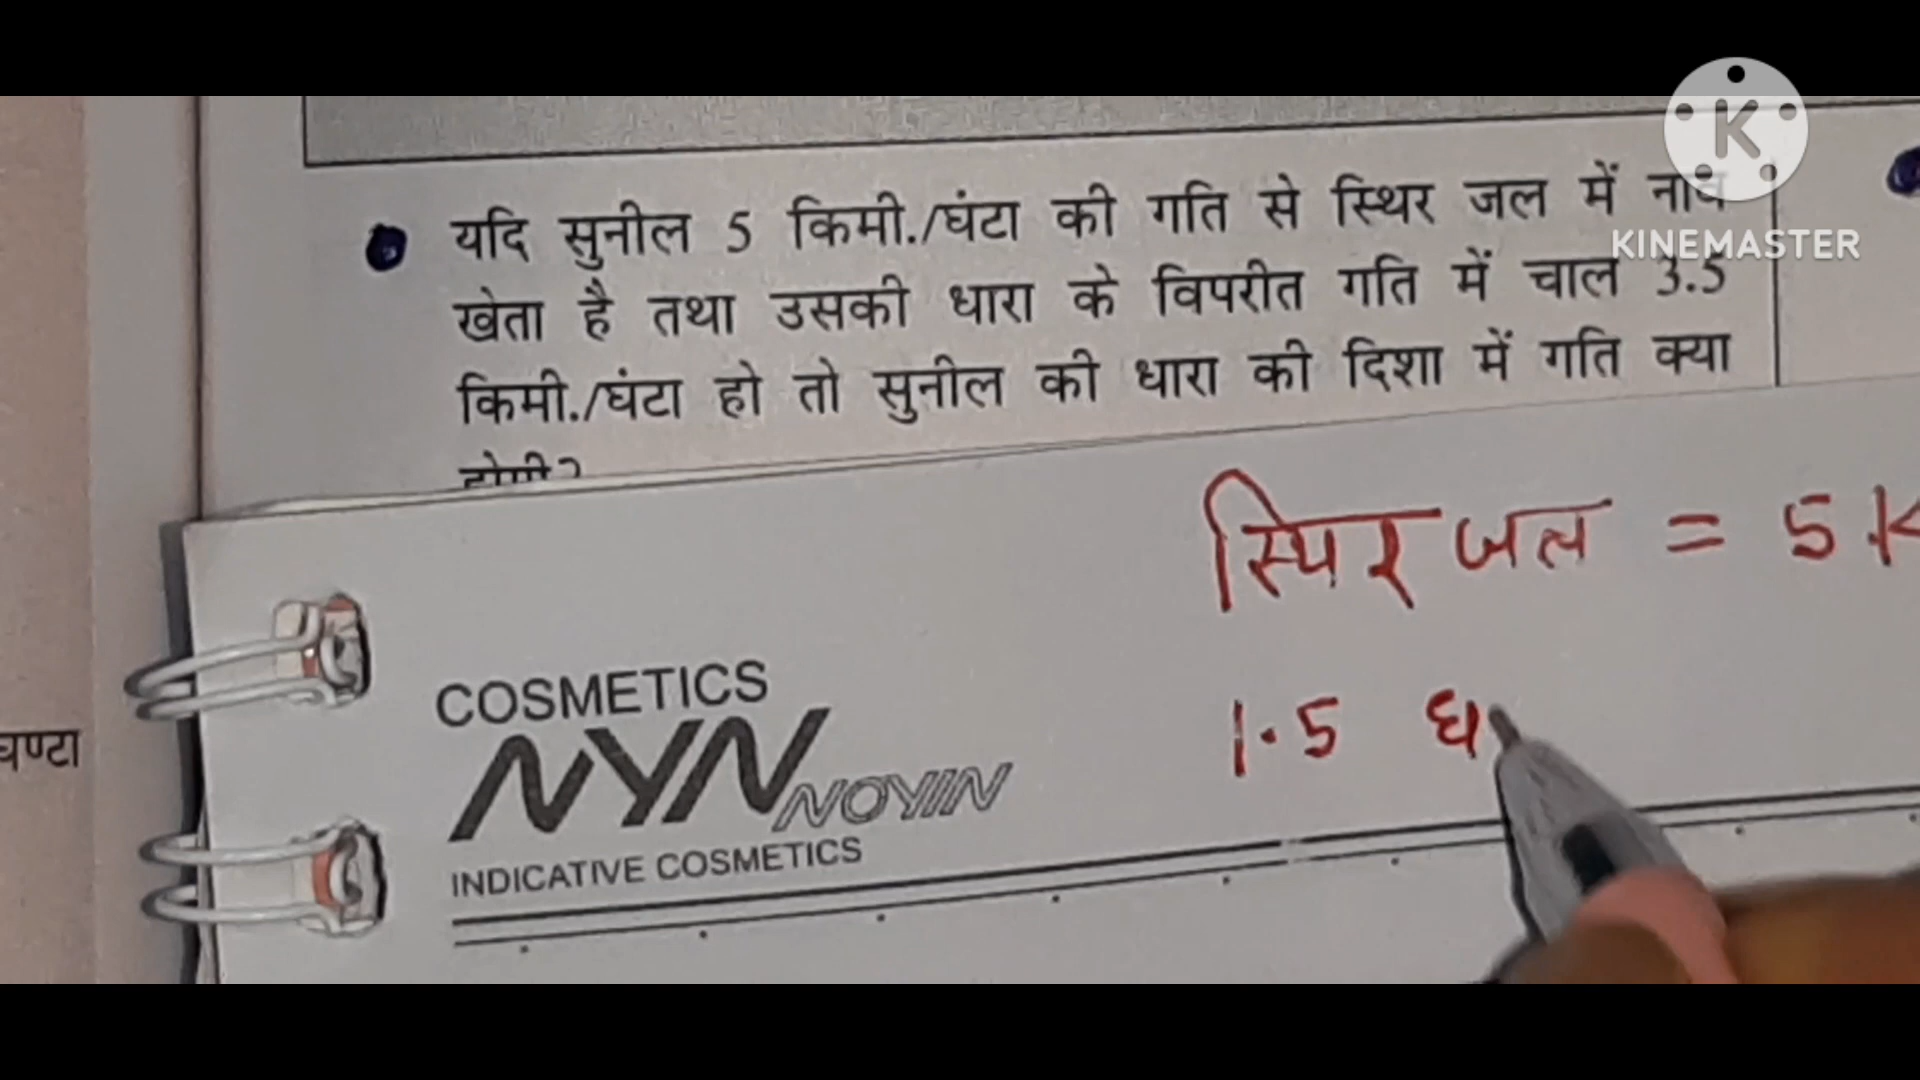 KINEMASTER
यदि सुनील 5 किमी./घंटा की गति से स्थिर जल में नाव
खेता है तथा उसकी धारा के विपरीत गति में चाल 3.5
किमी./घंटा हो तो सुनील की धारा की दिशा में गति क्या
होगी?
स्थिर जल = 5 K
1.5 ध
घण्टा
COSMETICS
NYN NOYIN
INDICATIVE COSMETICS